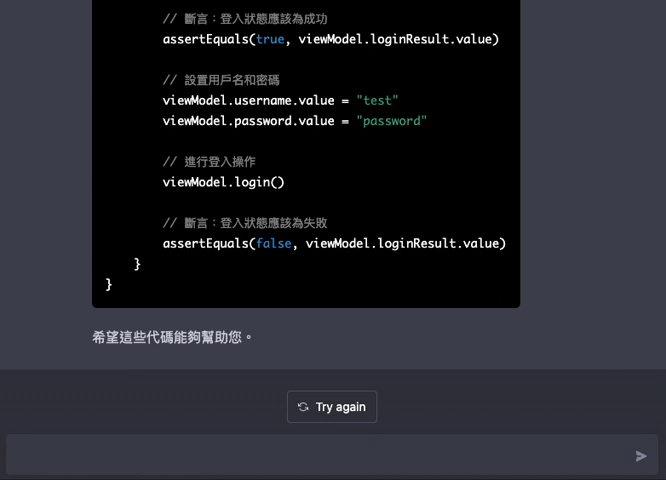 // 斷言：登入狀態應該為成功
assertEquals(true, viewModel.loginResult.value)
// 設置用戶名和密碼
viewModel.username.value = "test"
viewModel.password.value = "password"
// 進行登入操作
viewModel.login()
// 斷言：登入狀態應該為失敗
assertEquals(false, viewModel.loginResult.value)
}
}
希望這些代碼能夠幫助您。
Try again